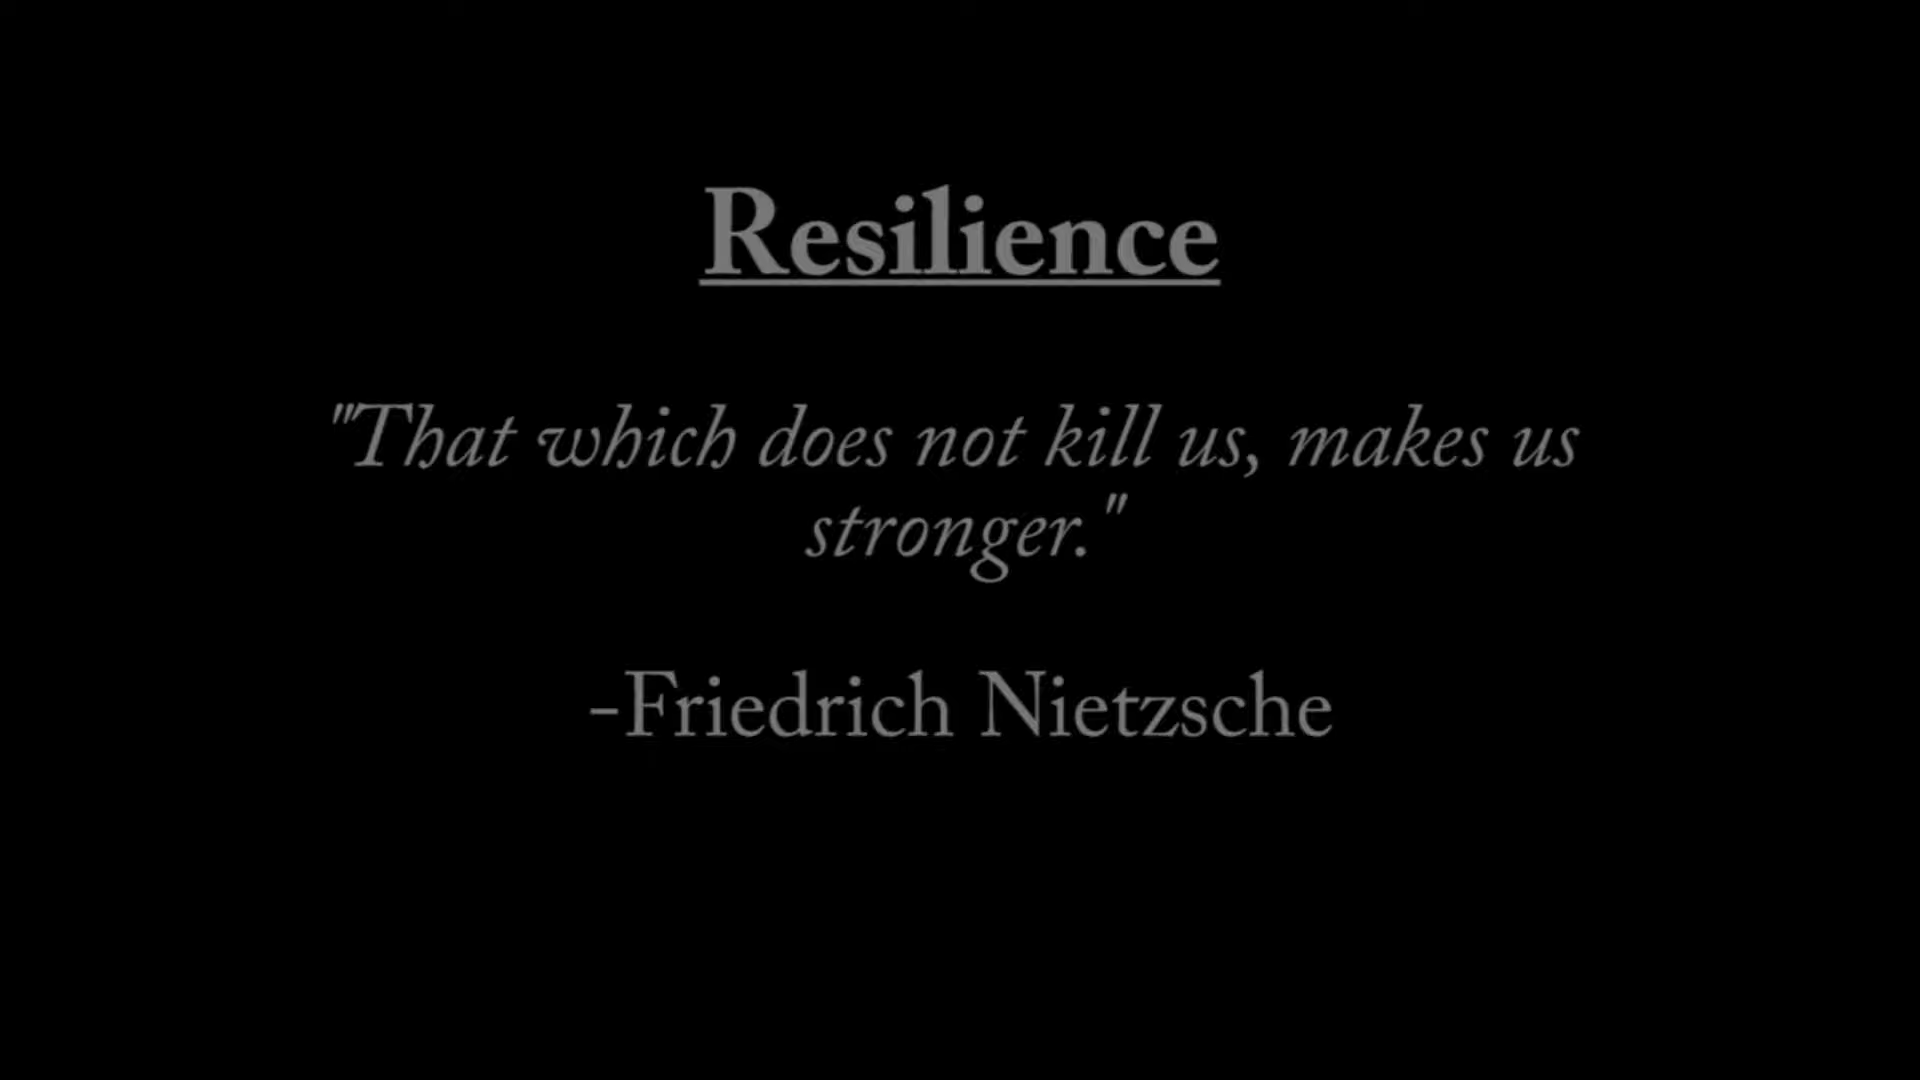 Resilience
"That which does not kill us, makes us
stronger."
-Friedrich Nietzsche